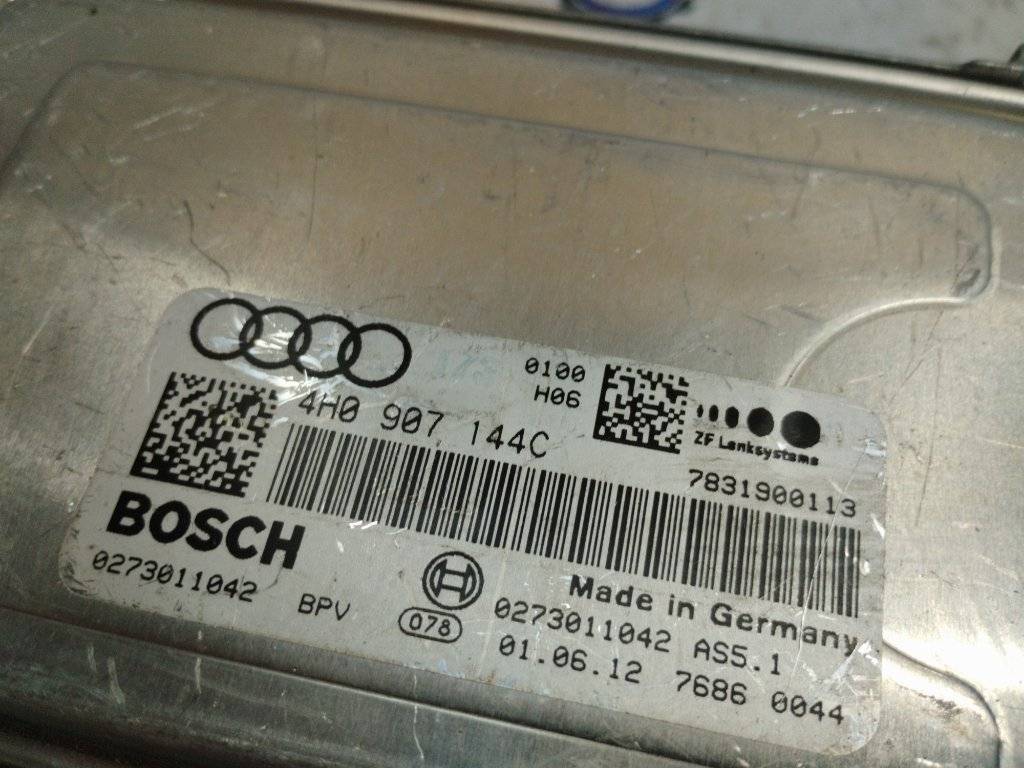 0100
H06
4H0 907 144C
ZF Lenksysteme
7831900113
BOSCH
Made in Germany
0273011042 BPV
078
0273011042 AS5.1
01.06.12 7686 0044